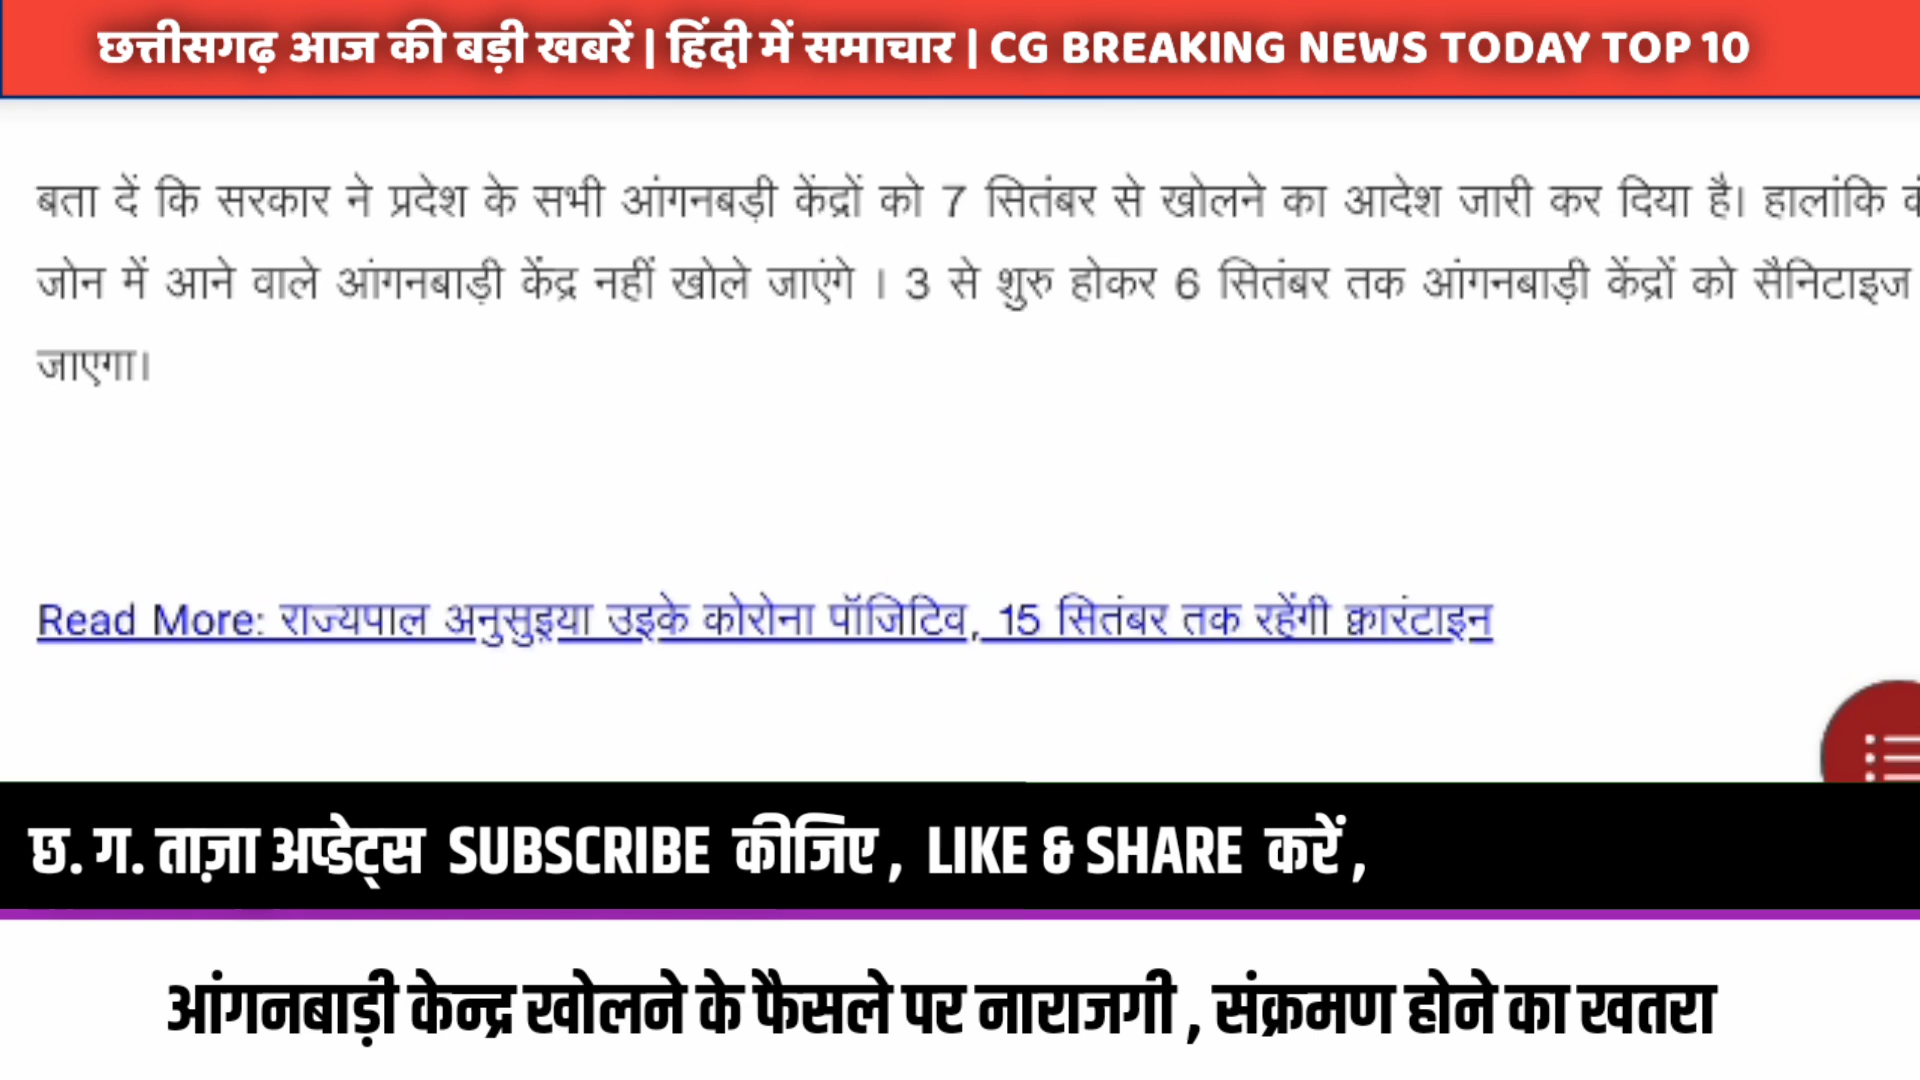 छत्तीसगढ़ आज की बड़ी खबरें | हिंदी में समाचार | CG BREAKING NEWS TODAY TOP 10
बता दें कि सरकार ने प्रदेश के सभी आंगनबड़ी केंद्रों को 7 सितंबर से खोलने का आदेश जारी कर दिया है। हालांकि
जोन में आने वाले आंगनबाड़ी केंद्र नहीं खोले जाएंगे । 3 से शुरु होकर 6 सितंबर तक आंगनबाड़ी केंद्रों को सैनिटाइज
जाएगा।
Read More: राज्यपाल अनुसुइया उइके कोरोना पॉजिटिव, 15 सितंबर तक रहेंगी क्वारंटाइन
छ. ग. ताज़ा अप्डेट्स SUBSCRIBE कीजिए , LIKE & SHARE करें ,
आंगनबाड़ी केन्द्र खोलने के फैसले पर नाराजगी , संक्रमण होने का खतरा